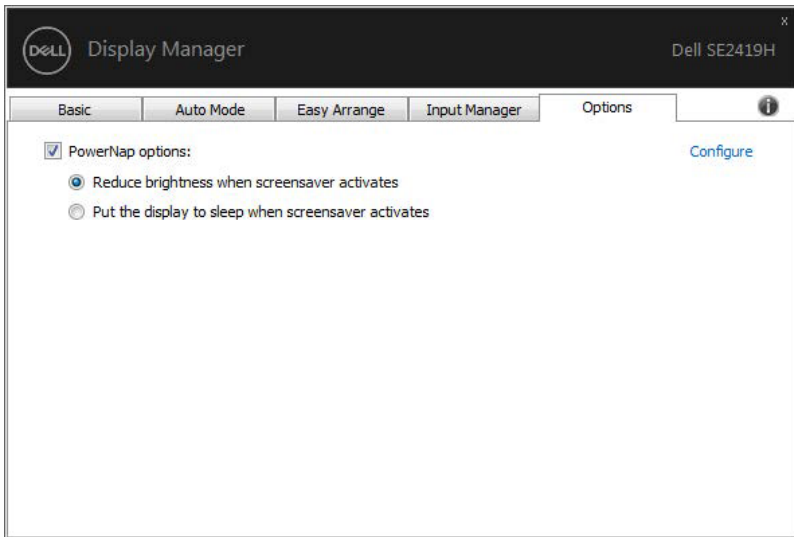 x
DELL Display Manager Dell SE2419H
Basic Auto Mode Easy Arrange Input Manager Options i
PowerNap options: Configure
Reduce brightness when screensaver activates
Put the display to sleep when screensaver activates